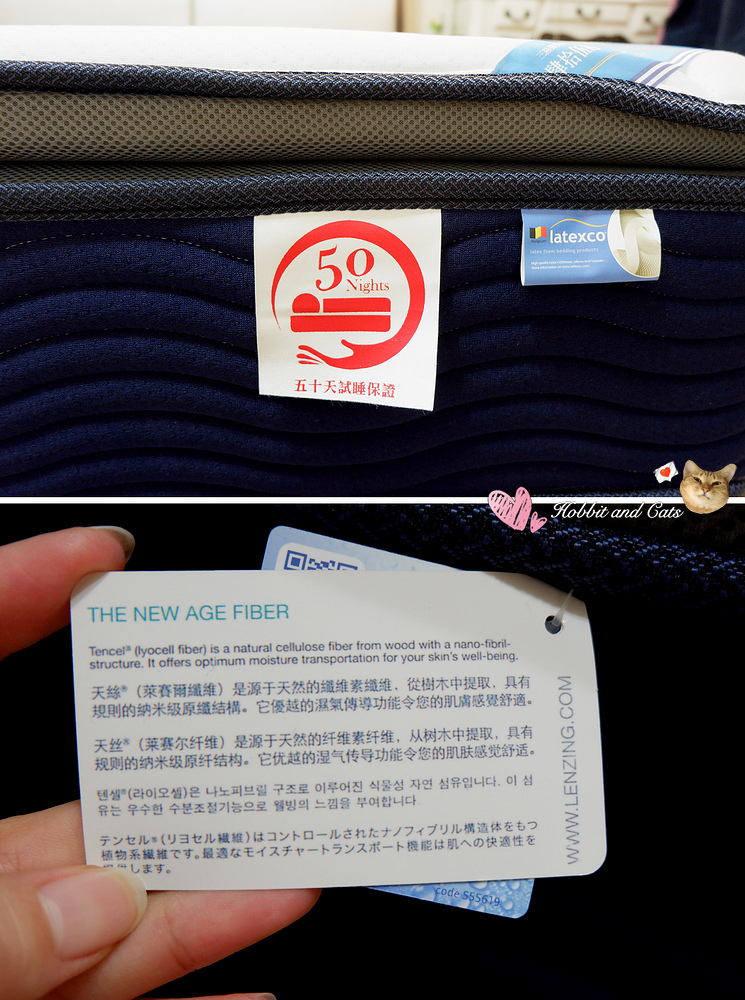 50
Nights
五十天試睡保證
latexco
latex foam bedding products
Hobbit and Cats
THE NEW AGE FIBER
Tencel® (lyocell fiber) is a natural cellulose fiber from wood with a nano-fibril-
structure. It offers optimum moisture transportation for your skin's well-being.
天絲®（萊賽爾纖維）是源于天然的纖維素纖維，從樹木中提取，具有
規則的纳米级原纖結構。它優越的濕氣傳導功能令您的肌膚感覺舒適。
天丝®（莱赛尔纤维）是源于天然的纤维素纤维，从树木中提取，具有
规则的纳米级原纤结构。它优越的湿气传导功能令您的肌肤感觉舒适。
텐셀®(라이오셀)은 나노피브릴 구조로 이루어진 식물성 자연 섬유입니다. 이 섬
유는 우수한 수분조절기능으로 웰빙의 느낌을 부여합니다.
テンセル®（リヨセル繊維）はコントロールされたナノフィブリル構造体をもつ
植物系繊維です。最適なモイスチャートランスポート機能は肌への快適性を
提供します。
WWW.LENZING.COM
code S55619